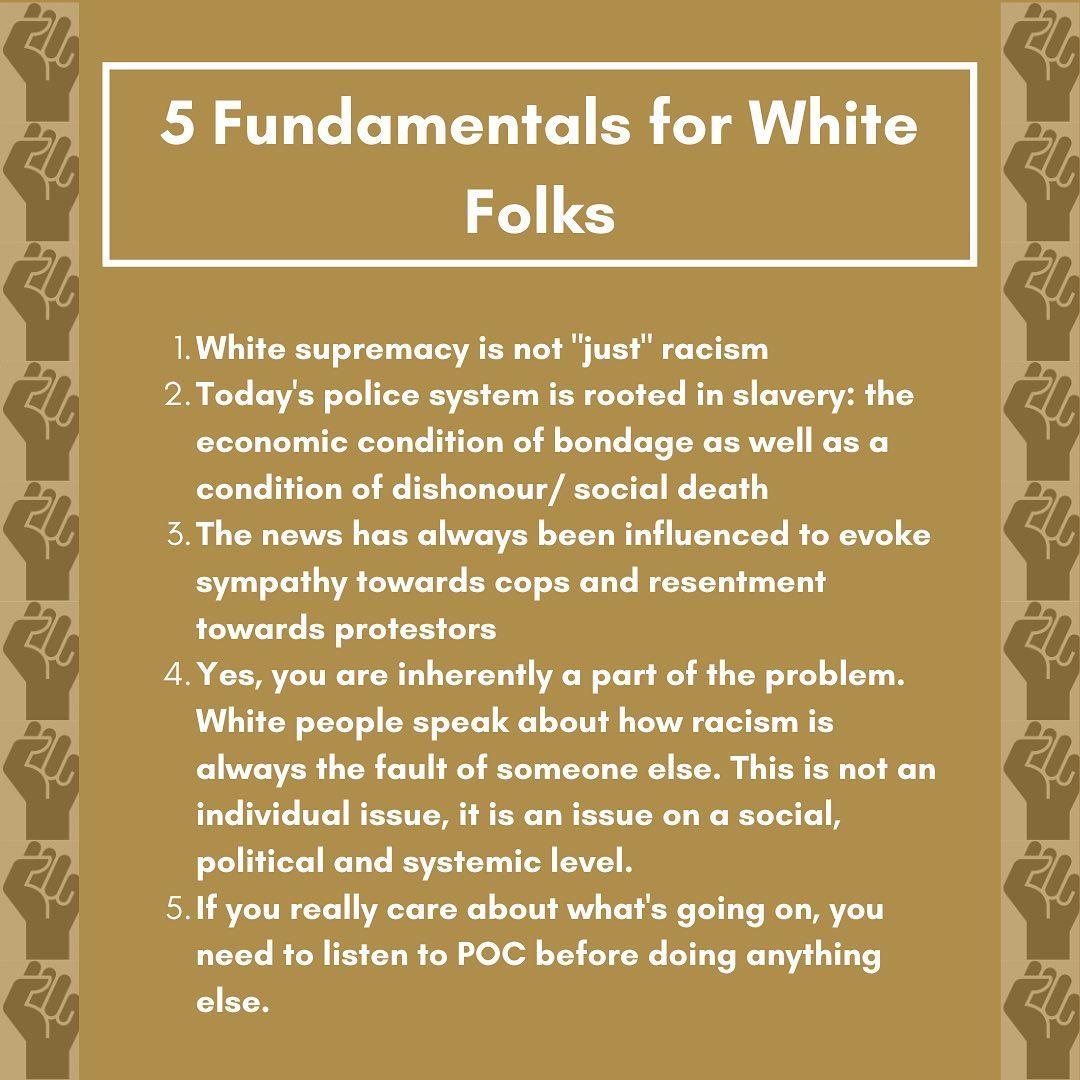 5 Fundamentals for White
Folks
1. White supremacy is not "just" racism
2. Today's police system is rooted in slavery: the
economic condition of bondage as well as a
condition of dishonour/ social death
3. The news has always been influenced to evoke
sympathy towards cops and resentment
towards protestors
4. Yes, you are inherently a part of the problem.
White people speak about how racism is
always the fault of someone else. This is not an
individual issue, it is an issue on a social,
political and systemic level.
5. If you really care about what's going on, you
need to listen to POC before doing anything
else.